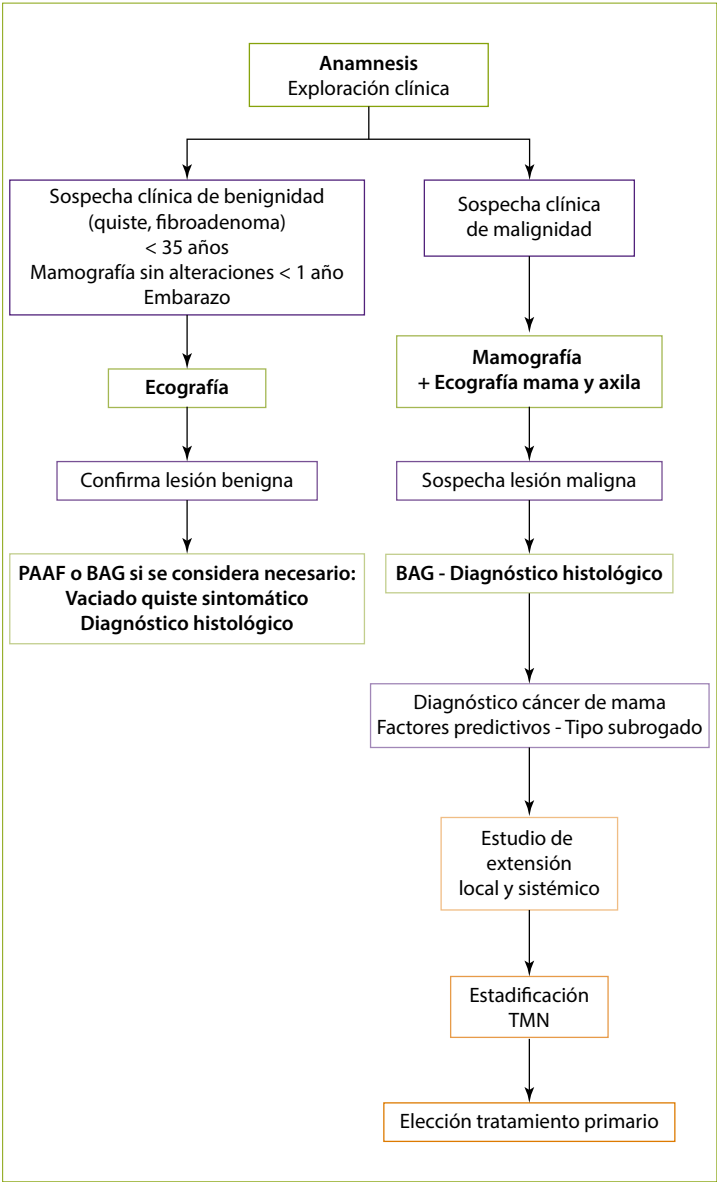 Anamnesis
Exploración clínica
Sospecha clínica de benignidad
(quiste, fibroadenoma)
< 35 años
Mamografía sin alteraciones < 1 año
Embarazo
Ecografía
Confirma lesión benigna
PAAF o BAG si se considera necesario:
Vaciado quiste sintomático
Diagnóstico histológico
Sospecha clínica
de malignidad
Mamografía
+ Ecografía mama y axila
Sospecha lesión maligna
BAG - Diagnóstico histológico
Diagnóstico cáncer de mama
Factores predictivos - Tipo subrogado
Estudio de
extensión
local y sistémico
Estadificación
TMN
Elección tratamiento primario